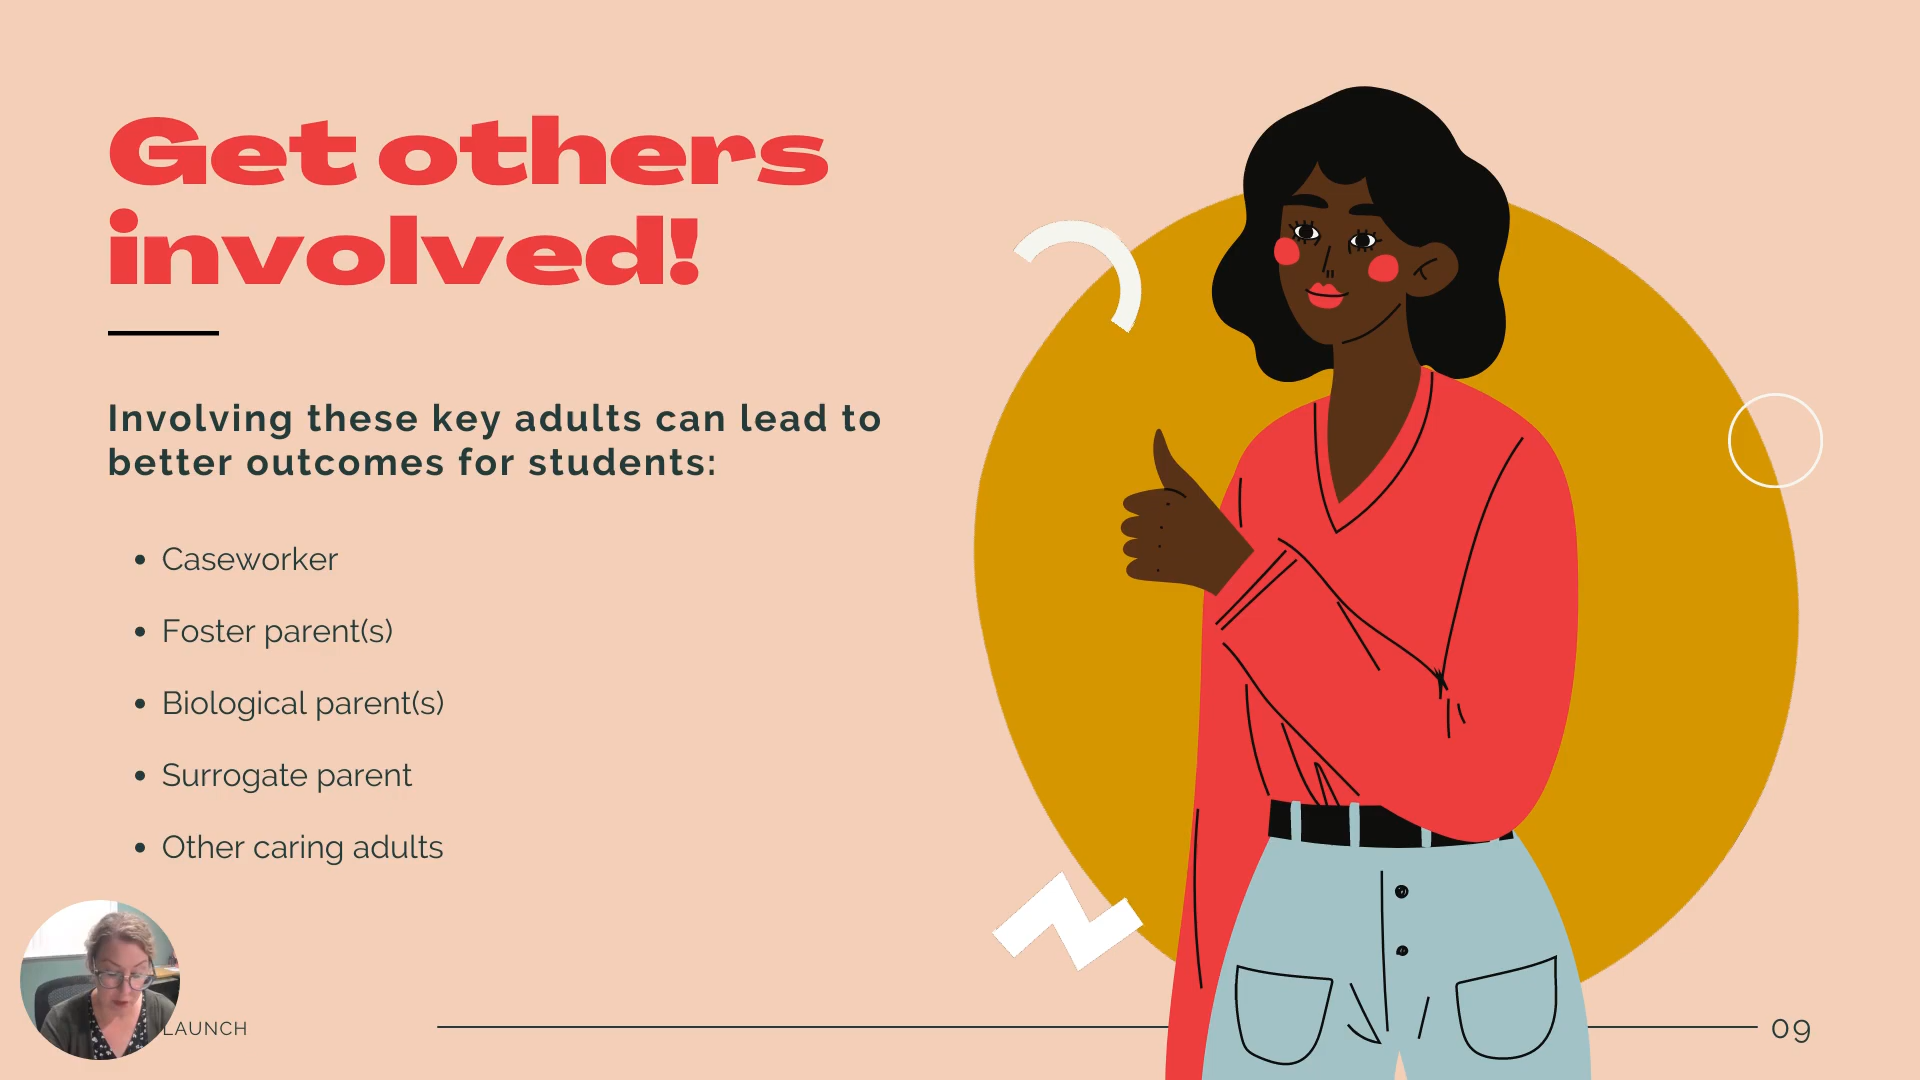 Get others
involved!
Involving these key adults can lead to
better outcomes for students:
• Caseworker
• Foster parent(s)
• Biological parent(s)
• Surrogate parent
• Other caring adults
LAUNCH
09